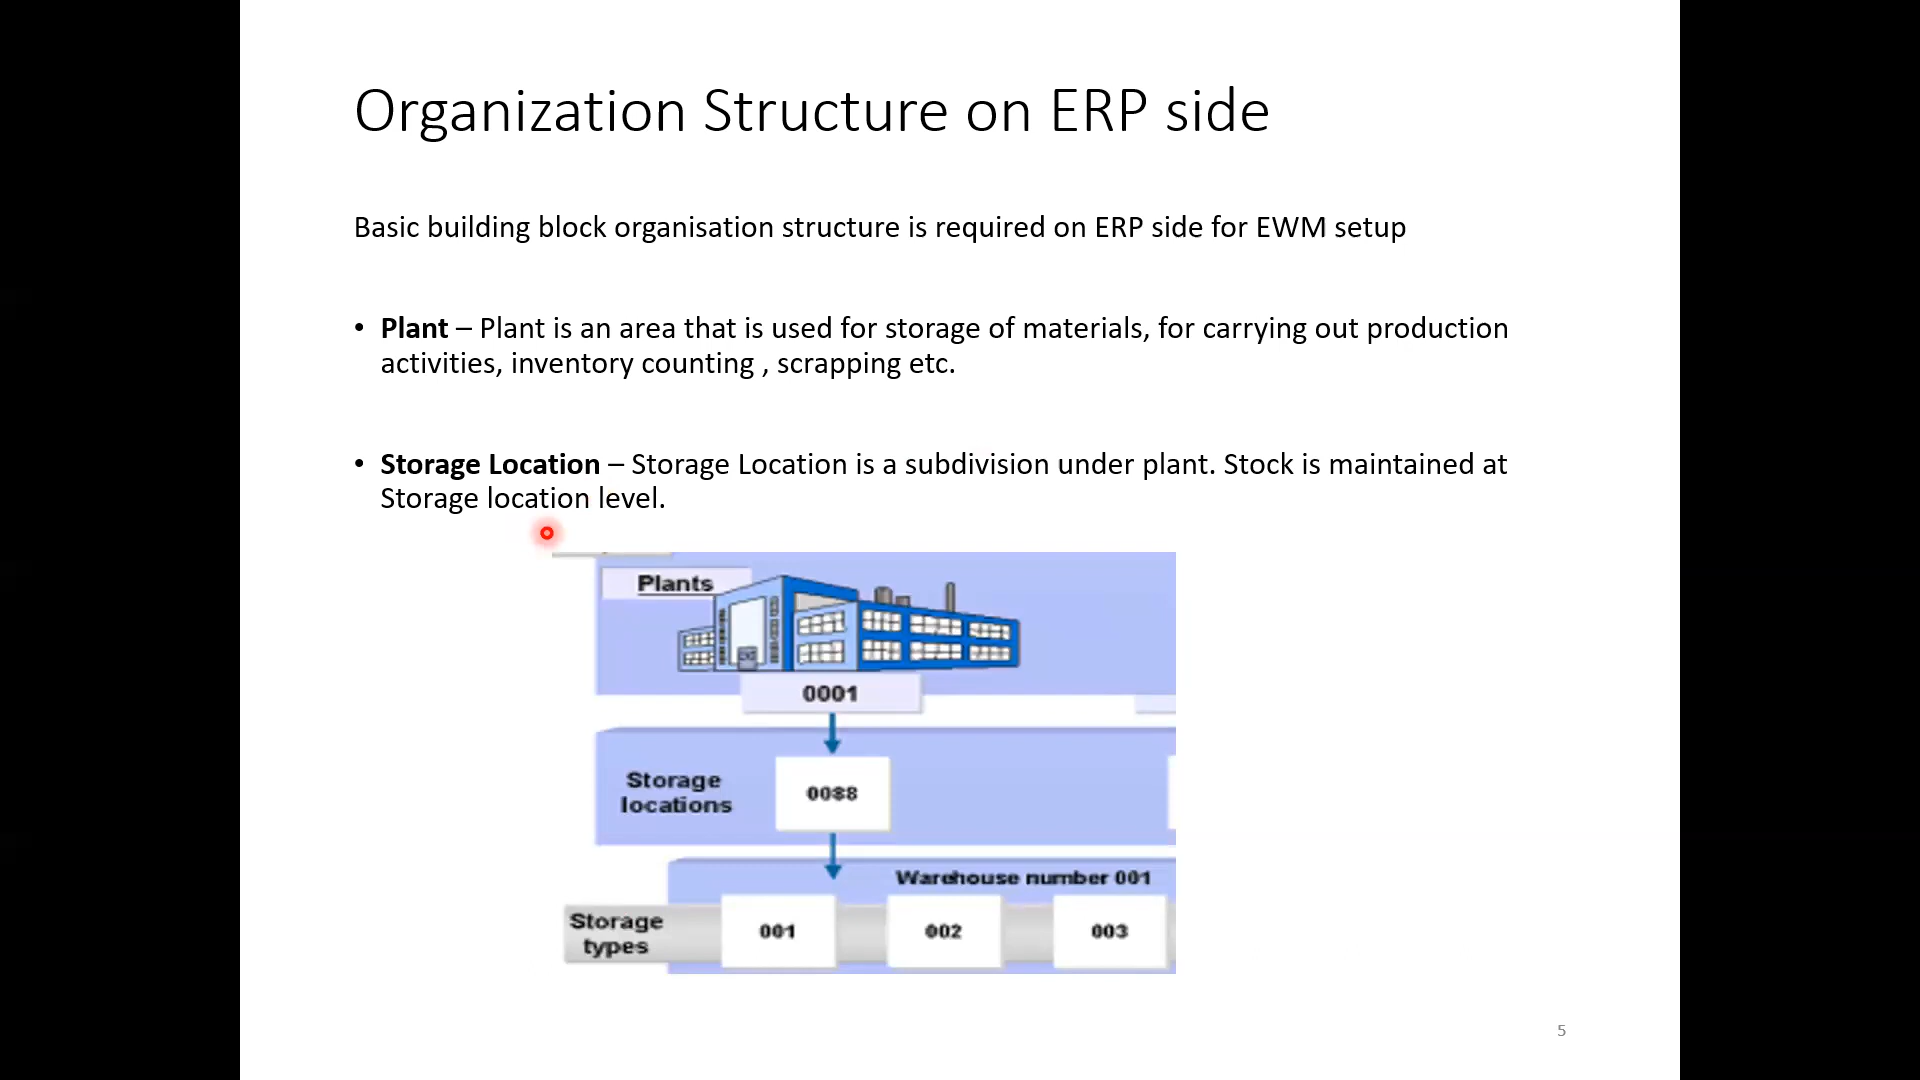 Organization Structure on ERP side
Basic building block organisation structure is required on ERP side for EWM setup
• Plant – Plant is an area that is used for storage of materials, for carrying out production
activities, inventory counting , scrapping etc.
• Storage Location – Storage Location is a subdivision under plant. Stock is maintained at
Storage location level.
Plants
0001
Storage
locations
0088
Warehouse number 001
Storage
types
001
002
003
5